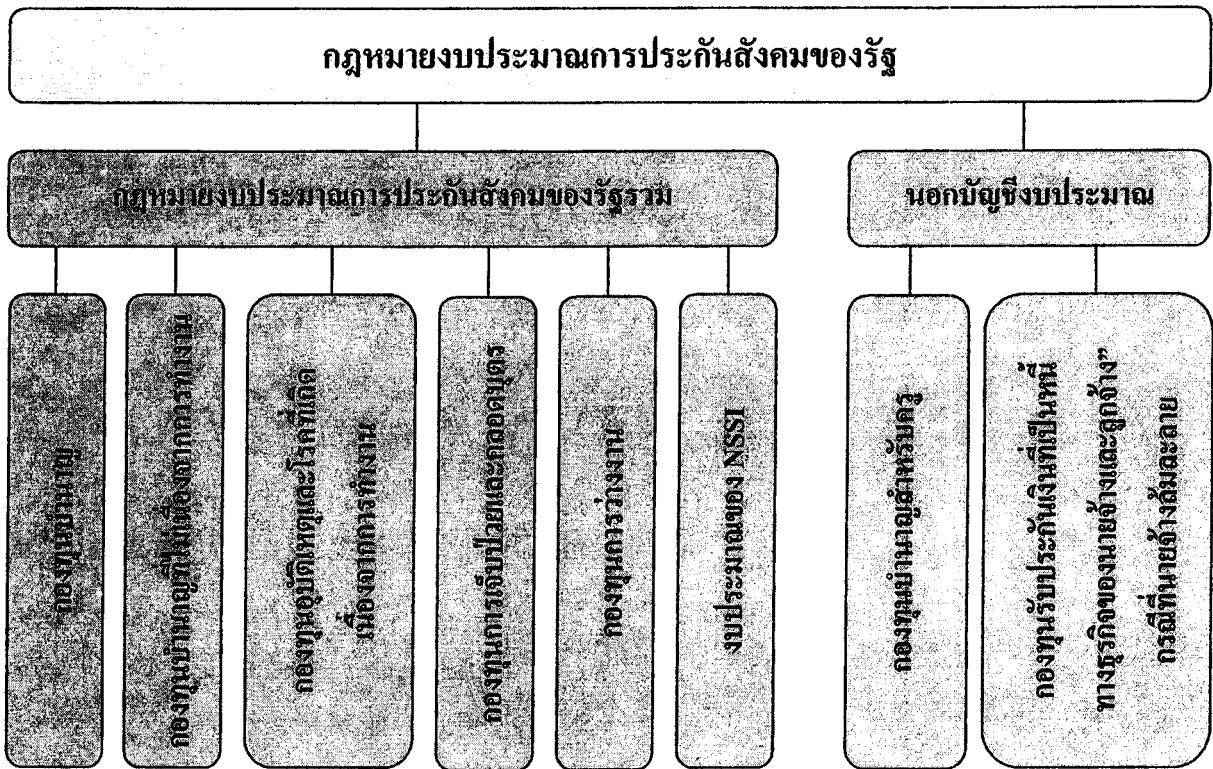 กฎหมายงบประมาณการประกันสังคมของรัฐ
กฎหมายงบประมาณการประกันสังคมของรัฐรวม
นอกบัญชีงบประมาณ
กองทุนบำนาญ
กองทุนบำนาญที่ไม่เนื่องจากการทำงาน
กองทุนอุบัติเหตุและโรคที่เกิด
เนื่องจากการทำงาน
กองทุนการเจ็บป่วยและคลอดบุตร
กองทุนการว่างงาน
งบประมาณของ NSSI
กองทุนบำนาญสำหรับครู
กองทุนรับประกันเงินที่เป็นหนี้
ทางธุรกิจของนายจ้างและลูกจ้าง”
กรณีที่นายจ้างล้มละลาย